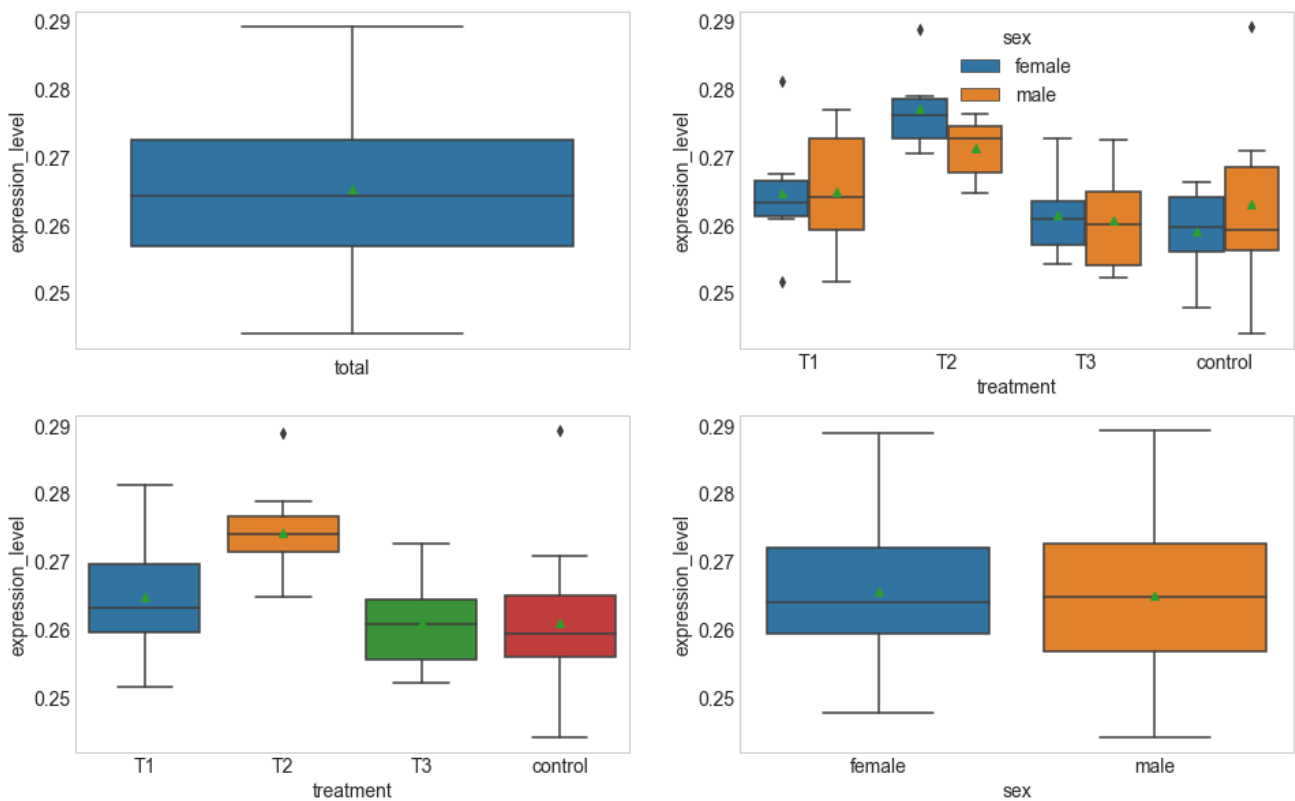 0.29
0.28
0.27
0.26
0.25
expression_level
total
0.29
0.28
0.27
0.26
0.25
expression_level
sex
female
male
T1 T2 T3 control
treatment
0.29
0.28
0.27
0.26
0.25
expression_level
T1 T2 T3 control
treatment
0.29
0.28
0.27
0.26
0.25
expression_level
female male
sex